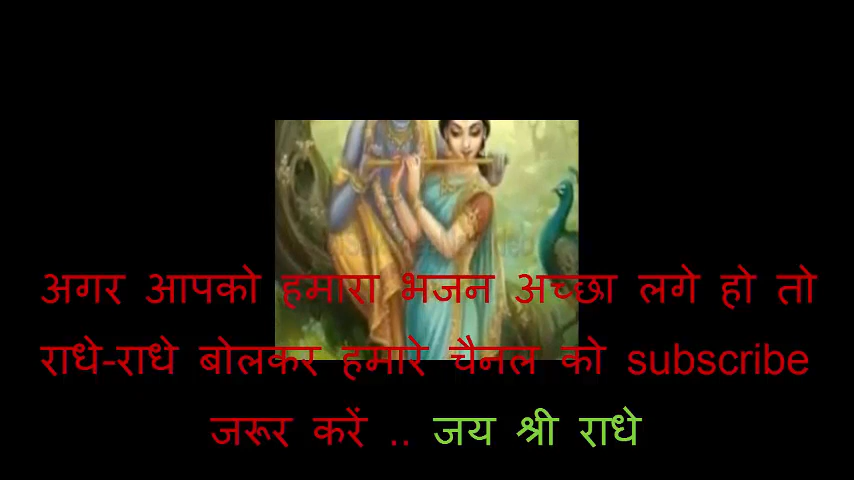 अगर आपको हमारा भजन अच्छा लगे हो तो
राधे-राधे बोलकर हमारे चैनल को subscribe
जरूर करें .. जय श्री राधे